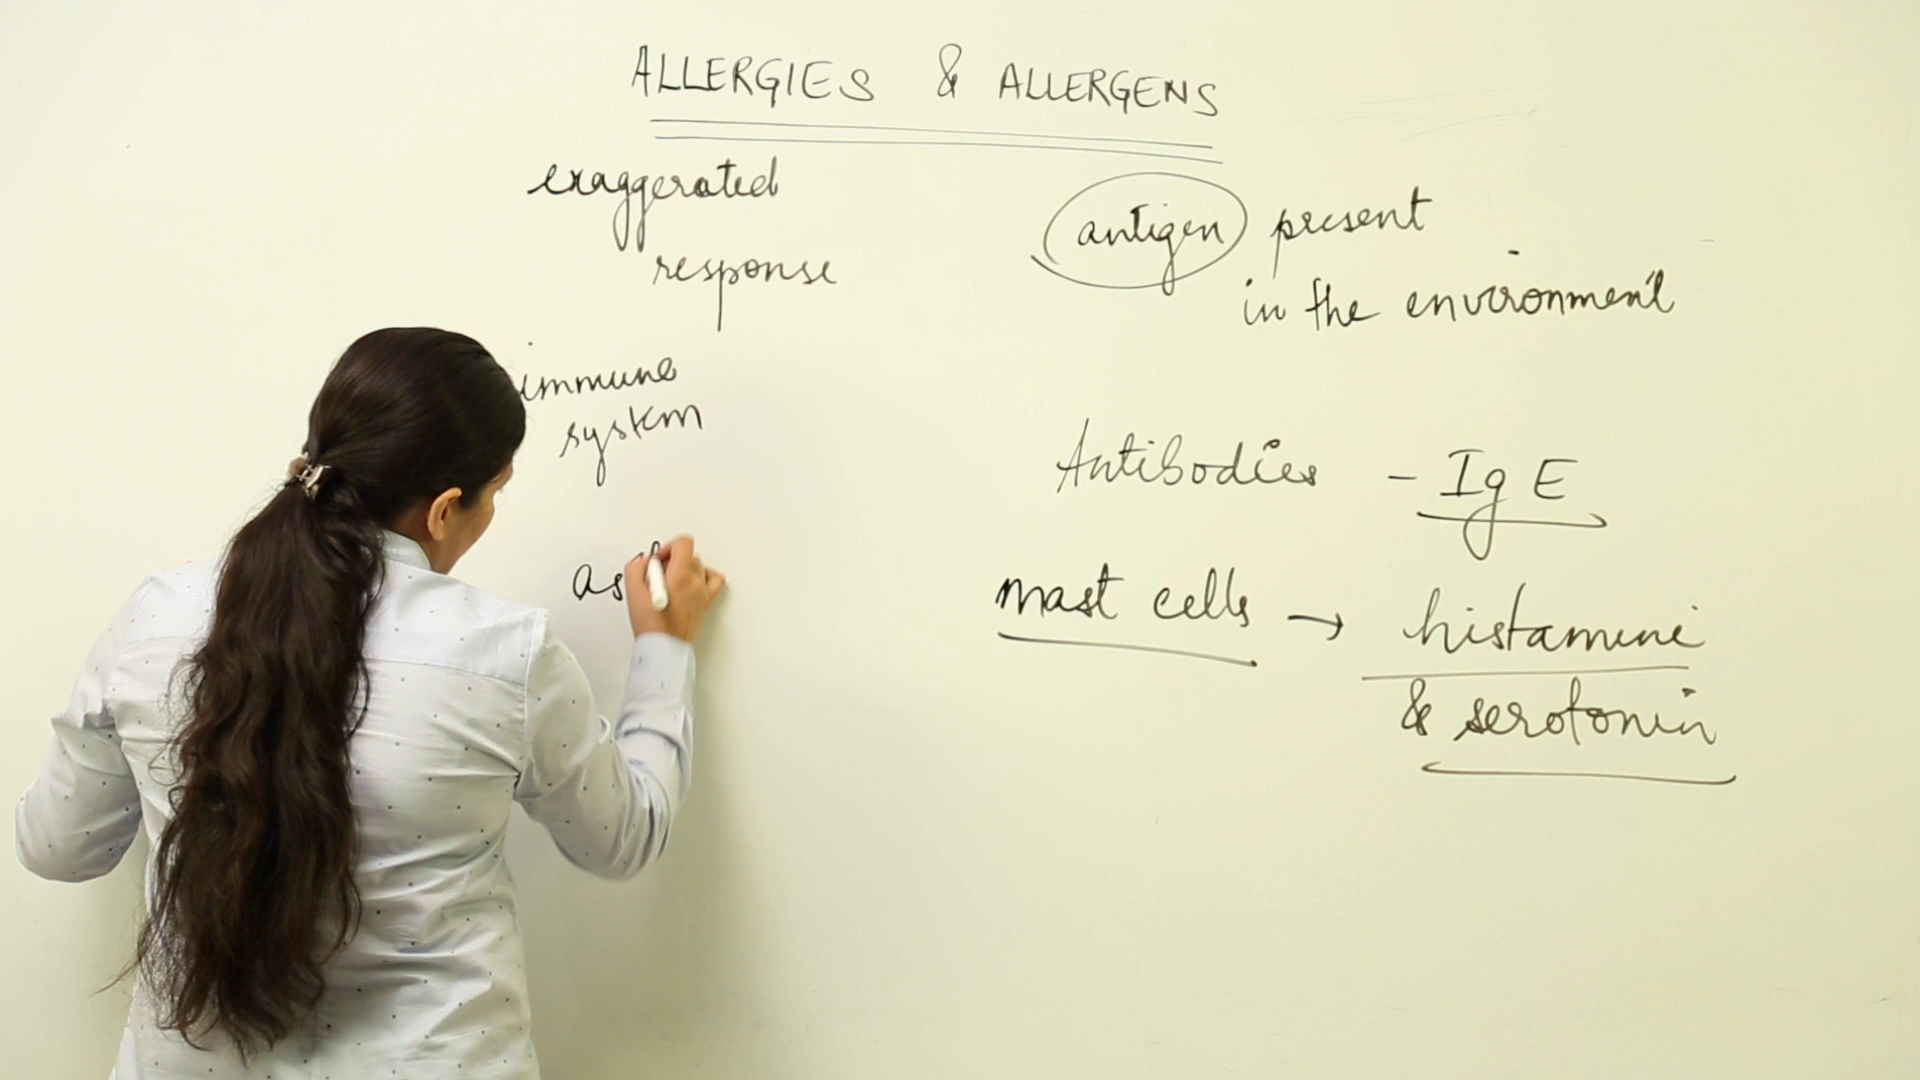 ALLERGIES & ALLERGENS
exaggerated
response
immune
system
antigen present
in the environment
Antibodies - IgE
mast cells → histamine
& serotonin